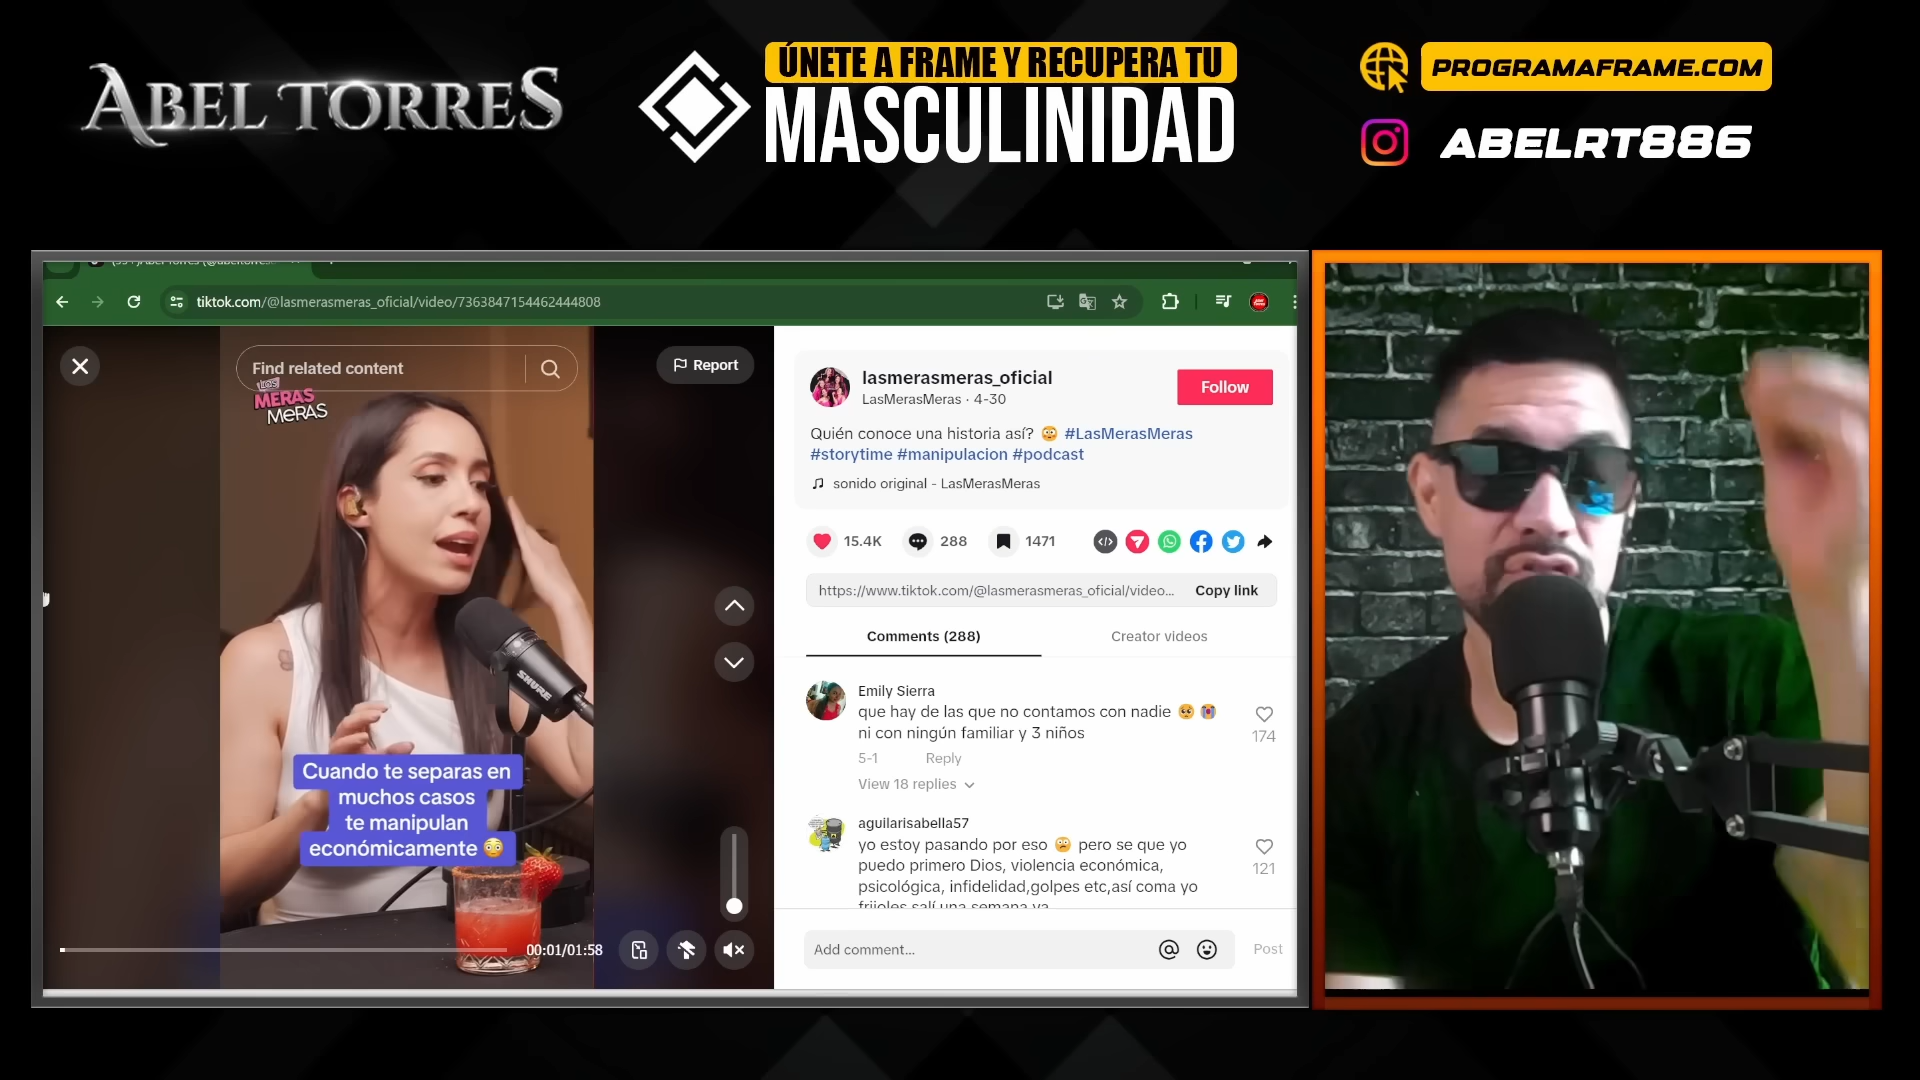 ABEL TORRES
ÚNETE A FRAME Y RECUPERA TU
MASCULINIDAD
PROGRAMAFRAME.COM
ABELRT886
tiktok.com/@lasmerasmeras_oficial/video/7363847154462444808
Find related content
Report
LAS
MERAS
MERAS
Cuando te separas en
muchos casos
te manipulan
económicamente 😳
SHURE
00:01/01:58
lasmerasmeras_oficial
LasMerasMeras · 4-30
Follow
Quién conoce una historia así? 😳 #LasMerasMeras
#storytime #manipulacion #podcast
sonido original - LasMerasMeras
15.4K
288
1471
https://www.tiktok.com/@lasmerasmeras_oficial/video...
Copy link
Comments (288)
Creator videos
Emily Sierra
que hay de las que no contamos con nadie 🥺 😭
ni con ningún familiar y 3 niños
174
5-1
Reply
View 18 replies
aguilarisabella57
yo estoy pasando por eso 😟 pero se que yo
puedo primero Dios, violencia económica,
psicológica, infidelidad,golpes etc,así coma yo
frijoles salí una semana ya
121
Add comment...
Post